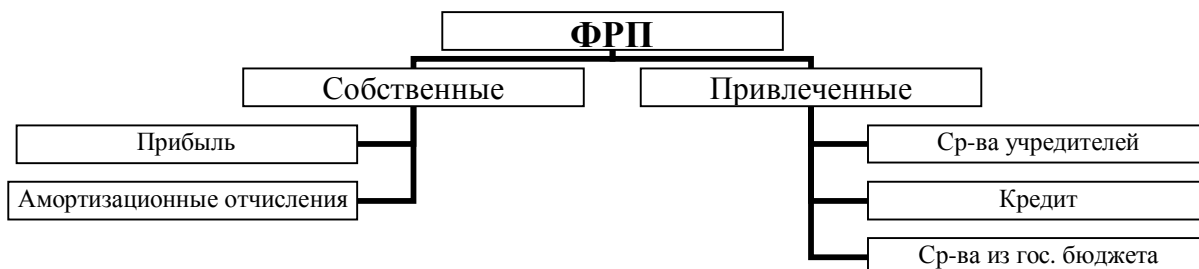 ФРП
Собственные
Привлеченные
Прибыль
Ср-ва учредителей
Амортизационные отчисления
Кредит
Ср-ва из гос. бюджета